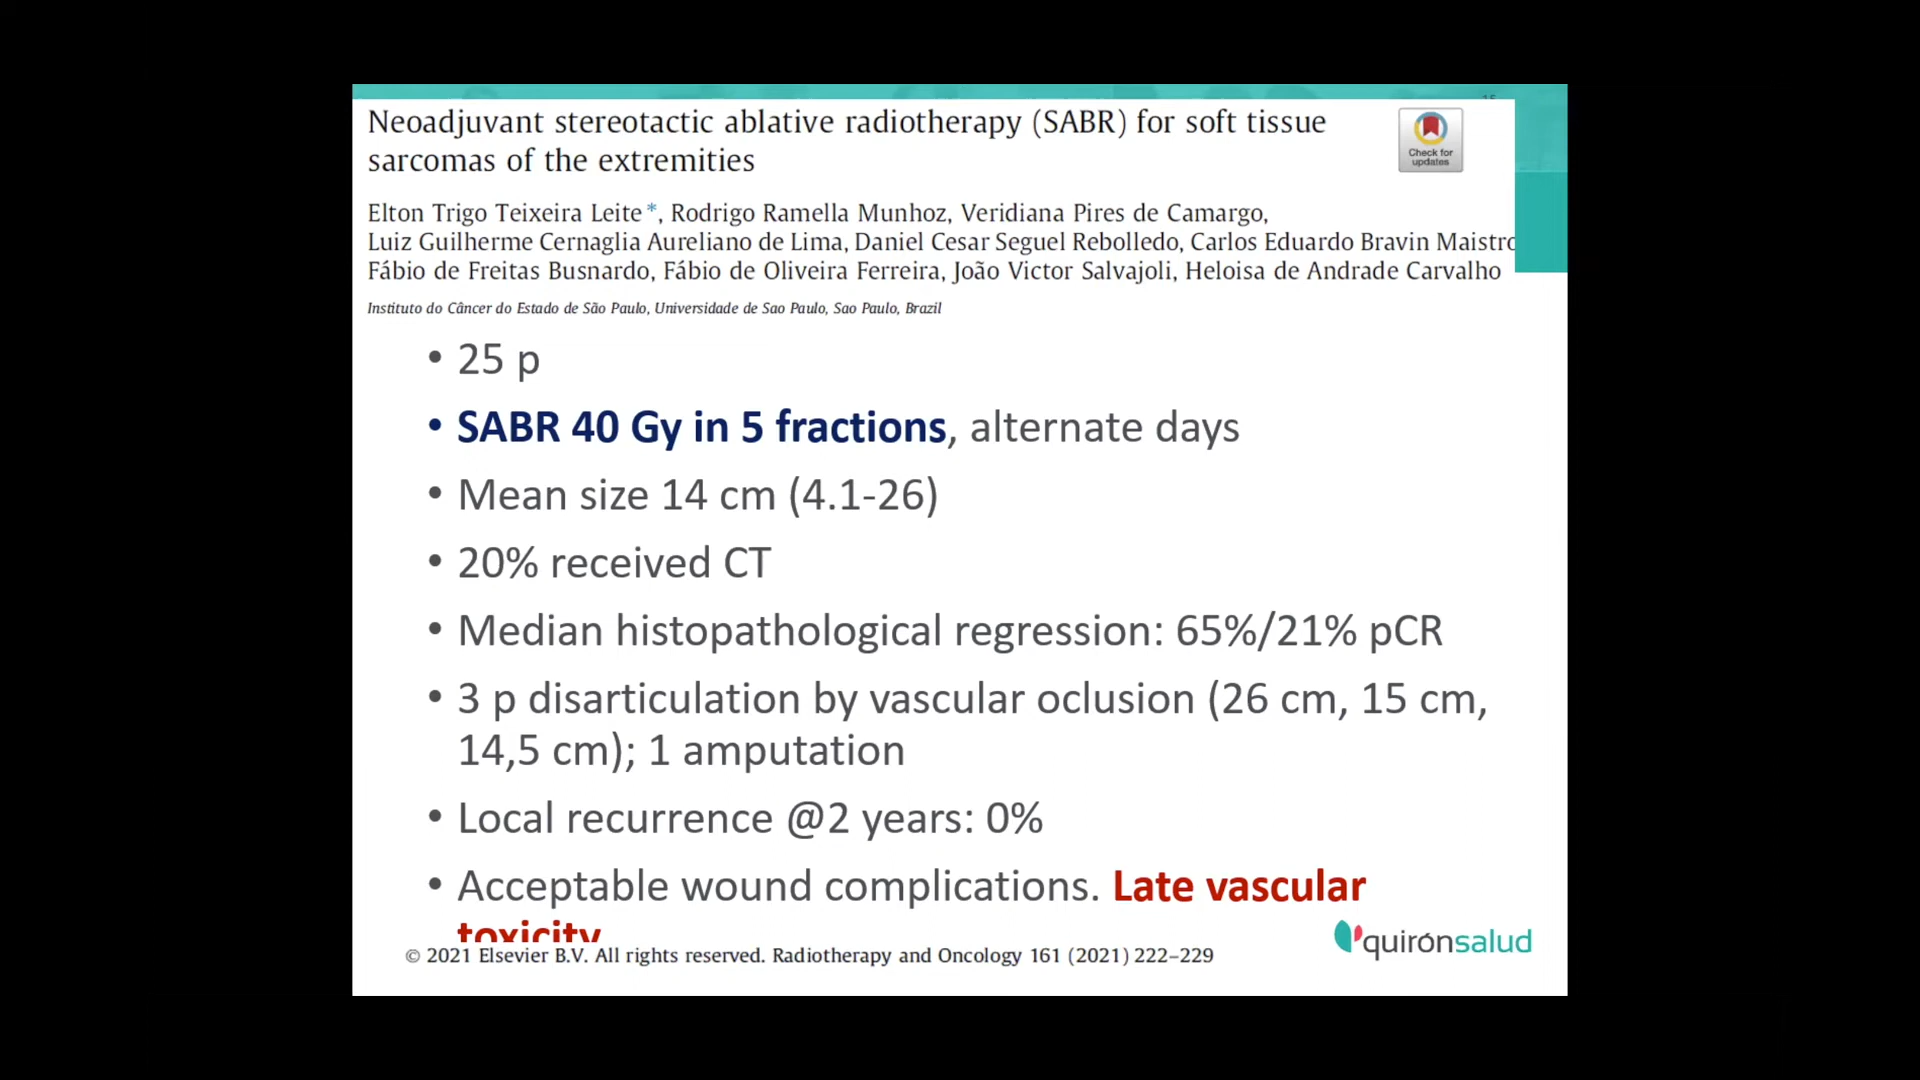 Neoadjuvant stereotactic ablative radiotherapy (SABR) for soft tissue
sarcomas of the extremities
Check for
updates
Elton Trigo Teixeira Leite*, Rodrigo Ramella Munhoz, Veridiana Pires de Camargo,
Luiz Guilherme Cernaglia Aureliano de Lima, Daniel Cesar Seguel Rebolledo, Carlos Eduardo Bravin Maistro
Fábio de Freitas Busnardo, Fábio de Oliveira Ferreira, João Victor Salvajoli, Heloisa de Andrade Carvalho
Instituto do Câncer do Estado de São Paulo, Universidade de Sao Paulo, Sao Paulo, Brazil
• 25 p
• SABR 40 Gy in 5 fractions, alternate days
• Mean size 14 cm (4.1-26)
• 20% received CT
• Median histopathological regression: 65%/21% pCR
• 3 p disarticulation by vascular oclusion (26 cm, 15 cm,
14,5 cm); 1 amputation
• Local recurrence @2 years: 0%
• Acceptable wound complications. Late vascular
toxicity
© 2021 Elsevier B.V. All rights reserved. Radiotherapy and Oncology 161 (2021) 222–229
quirónsalud